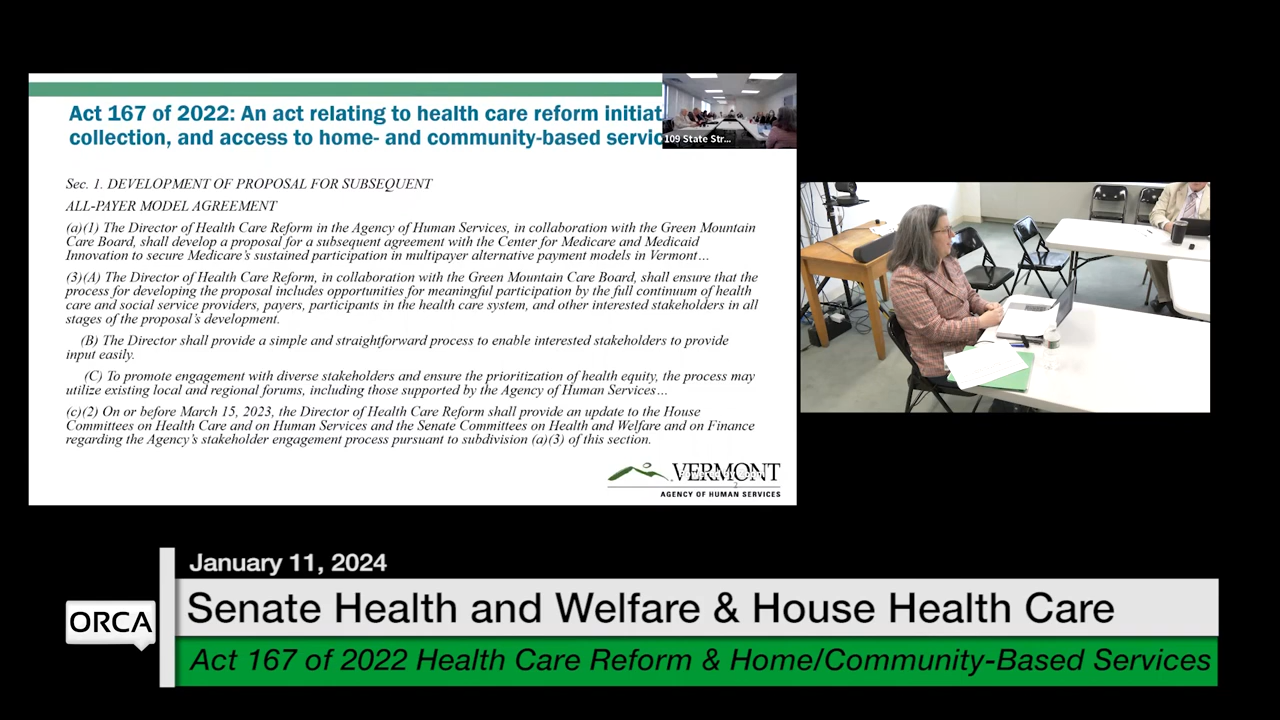 Act 167 of 2022: An act relating to health care reform initiat
collection, and access to home- and community-based servic
109 State Str...
Sec. 1. DEVELOPMENT OF PROPOSAL FOR SUBSEQUENT
ALL-PAYER MODEL AGREEMENT
(a)(1) The Director of Health Care Reform in the Agency of Human Services, in collaboration with the Green Mountain
Care Board, shall develop a proposal for a subsequent agreement with the Center for Medicare and Medicaid
Innovation to secure Medicare's sustained participation in multipayer alternative payment models in Vermont…
(3)(A) The Director of Health Care Reform, in collaboration with the Green Mountain Care Board, shall ensure that the
process for developing the proposal includes opportunities for meaningful participation by the full continuum of health
care and social service providers, payers, participants in the health care system, and other interested stakeholders in all
stages of the proposal's development.
(B) The Director shall provide a simple and straightforward process to enable interested stakeholders to provide
input easily.
(C) To promote engagement with diverse stakeholders and ensure the prioritization of health equity, the process may
utilize existing local and regional forums, including those supported by the Agency of Human Services…
(c)(2) On or before March 15, 2023, the Director of Health Care Reform shall provide an update to the House
Committees on Health Care and on Human Services and the Senate Committees on Health and Welfare and on Finance
regarding the Agency's stakeholder engagement process pursuant to subdivision (a)(3) of this section.
VERMONT
2
AGENCY OF HUMAN SERVICES
January 11, 2024
Senate Health and Welfare & House Health Care
ORCA
Act 167 of 2022 Health Care Reform & Home/Community-Based Services